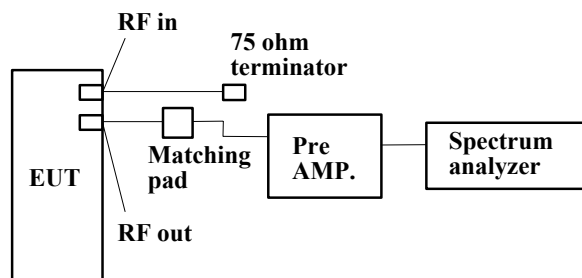 RF in
75 ohm
terminator
EUT
Matching
pad
Pre
AMP.
Spectrum
analyzer
RF out